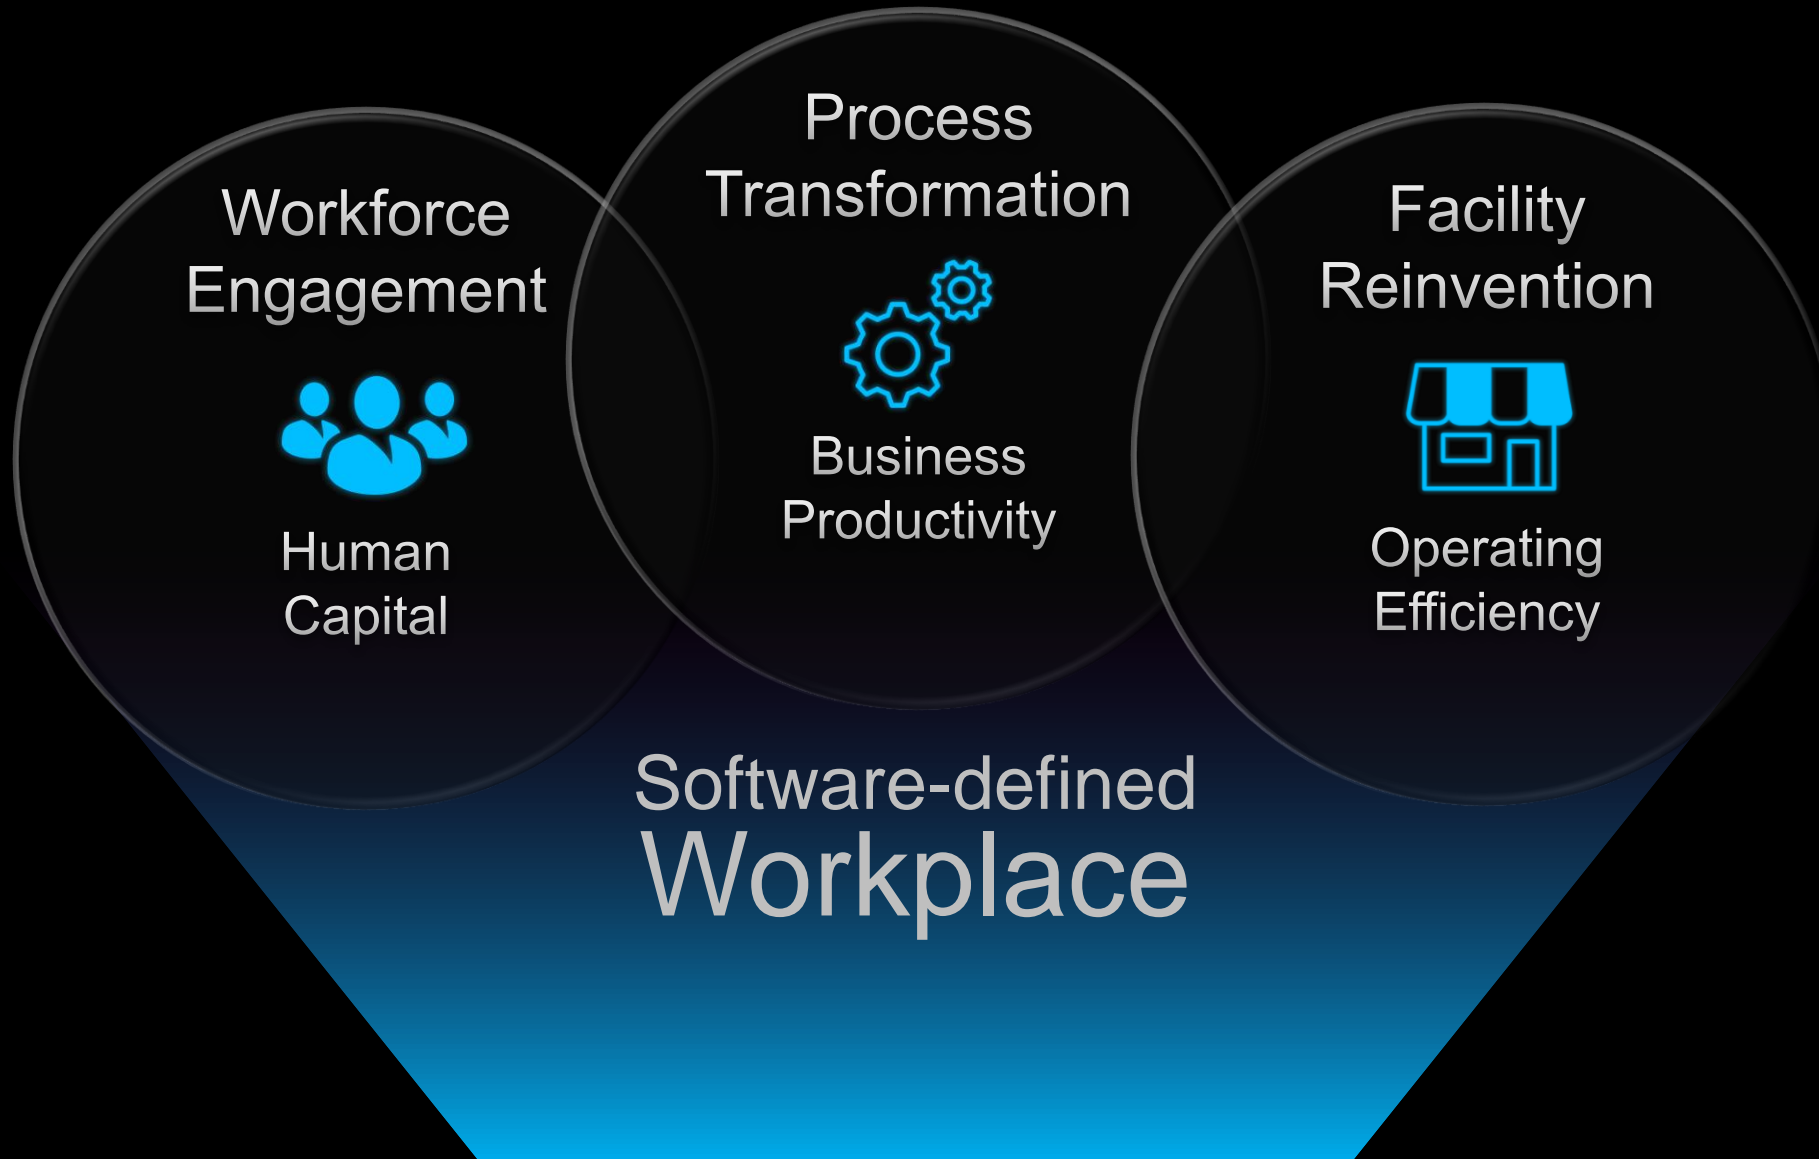 Workforce
Engagement
Human
Capital
Process
Transformation
Business
Productivity
Facility
Reinvention
Operating
Efficiency
Software-defined
Workplace